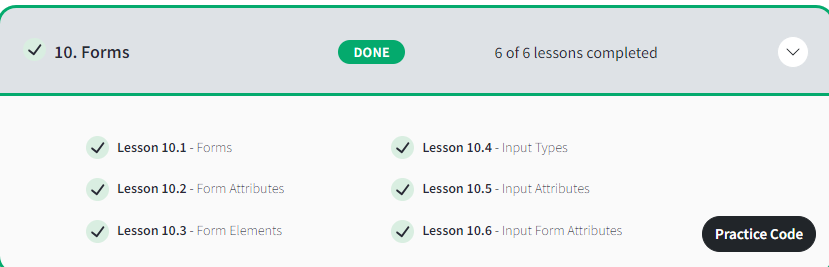 10. Forms DONE 6 of 6 lessons completed
Lesson 10.1 - Forms
Lesson 10.2 - Form Attributes
Lesson 10.3 - Form Elements
Lesson 10.4 - Input Types
Lesson 10.5 - Input Attributes
Lesson 10.6 - Input Form Attributes
Practice Code